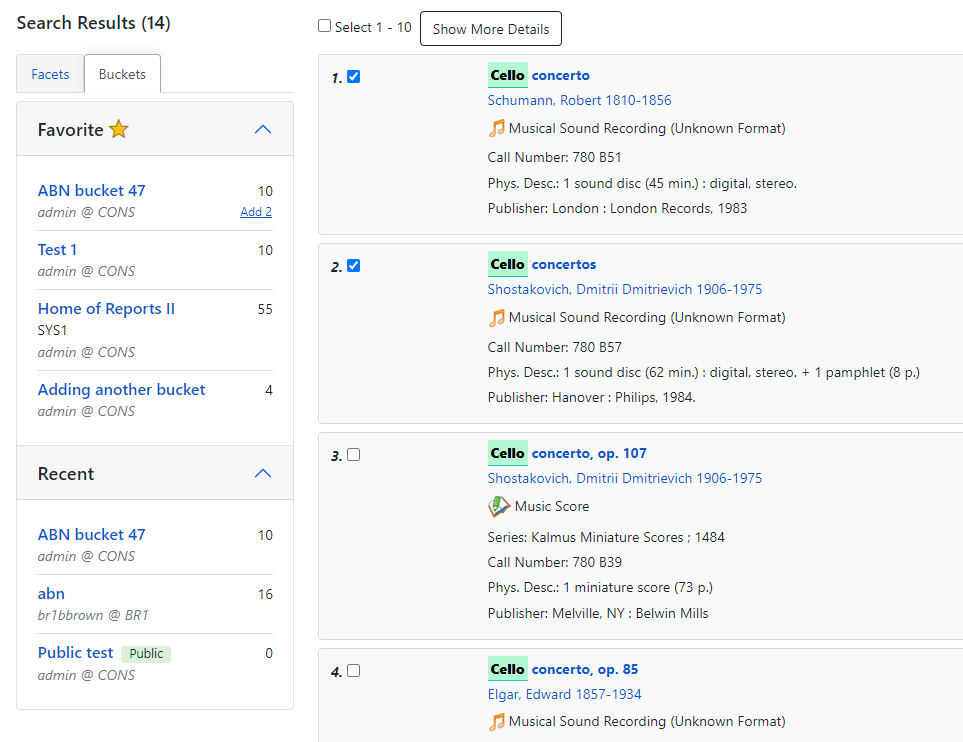 Search Results (14)
Facets
Buckets
Favorite
ABN bucket 47 10
admin @ CONS Add 2
Test 1 10
admin @ CONS
Home of Reports II 55
SYS1
admin @ CONS
Adding another bucket 4
admin @ CONS
Recent
ABN bucket 47 10
admin @ CONS
abn 16
br1bbrown @ BR1
Public test Public 0
admin @ CONS
Select 1 - 10 Show More Details
1. Cello concerto
Schumann, Robert 1810-1856
Musical Sound Recording (Unknown Format)
Call Number: 780 B51
Phys. Desc.: 1 sound disc (45 min.) : digital, stereo.
Publisher: London : London Records, 1983
2. Cello concertos
Shostakovich, Dmitrii Dmitrievich 1906-1975
Musical Sound Recording (Unknown Format)
Call Number: 780 B57
Phys. Desc.: 1 sound disc (62 min.) : digital, stereo. + 1 pamphlet (8 p.)
Publisher: Hanover : Philips, 1984.
3. Cello concerto, op. 107
Shostakovich, Dmitrii Dmitrievich 1906-1975
Music Score
Series: Kalmus Miniature Scores ; 1484
Call Number: 780 B39
Phys. Desc.: 1 miniature score (73 p.)
Publisher: Melville, NY : Belwin Mills
4. Cello concerto, op. 85
Elgar, Edward 1857-1934
Musical Sound Recording (Unknown Format)